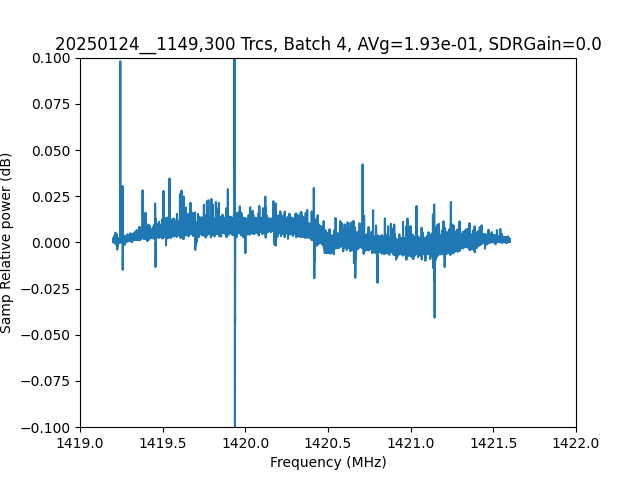 20250124__1149,300 Trcs, Batch 4, AVg=1.93e-01, SDRGain=0.0
0.100
0.075
0.050
0.025
0.000
−0.025
−0.050
−0.075
−0.100
Samp Relative power (dB)
1419.0 1419.5 1420.0 1420.5 1421.0 1421.5 1422.0
Frequency (MHz)